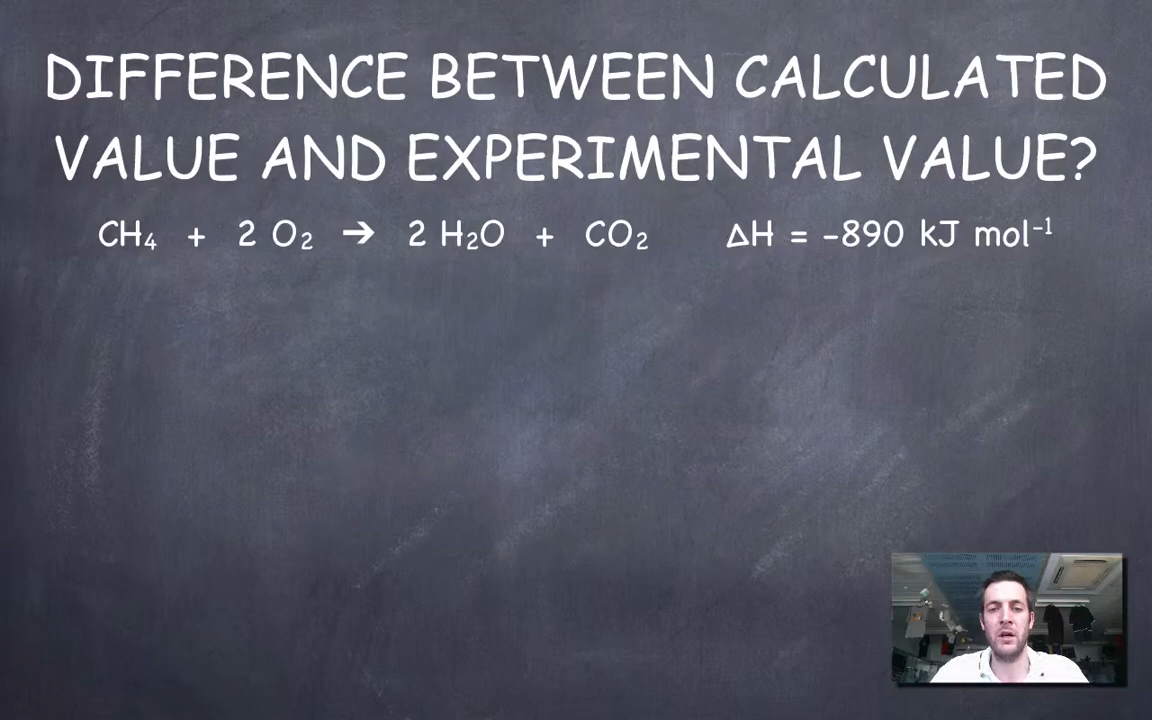 DIFFERENCE BETWEEN CALCULATED
VALUE AND EXPERIMENTAL VALUE?
CH₄ + 2 O₂ ➔ 2 H₂O + CO₂ ΔH = -890 kJ mol⁻¹